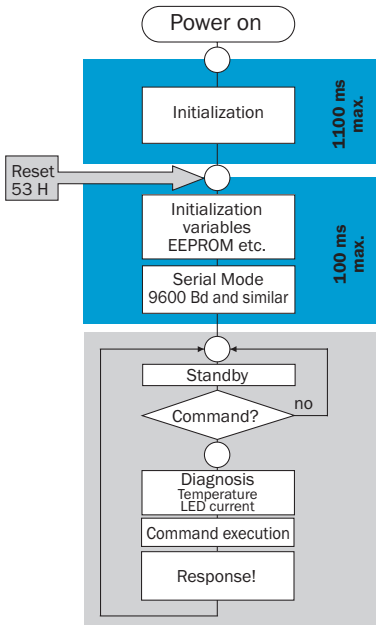 Power on
Initialization
1100 ms
max.
Reset
53 H
Initialization
variables
EEPROM etc.
Serial Mode
9600 Bd and similar
100 ms
max.
Standby
Command?
no
Diagnosis
Temperature
LED current
Command execution
Response!